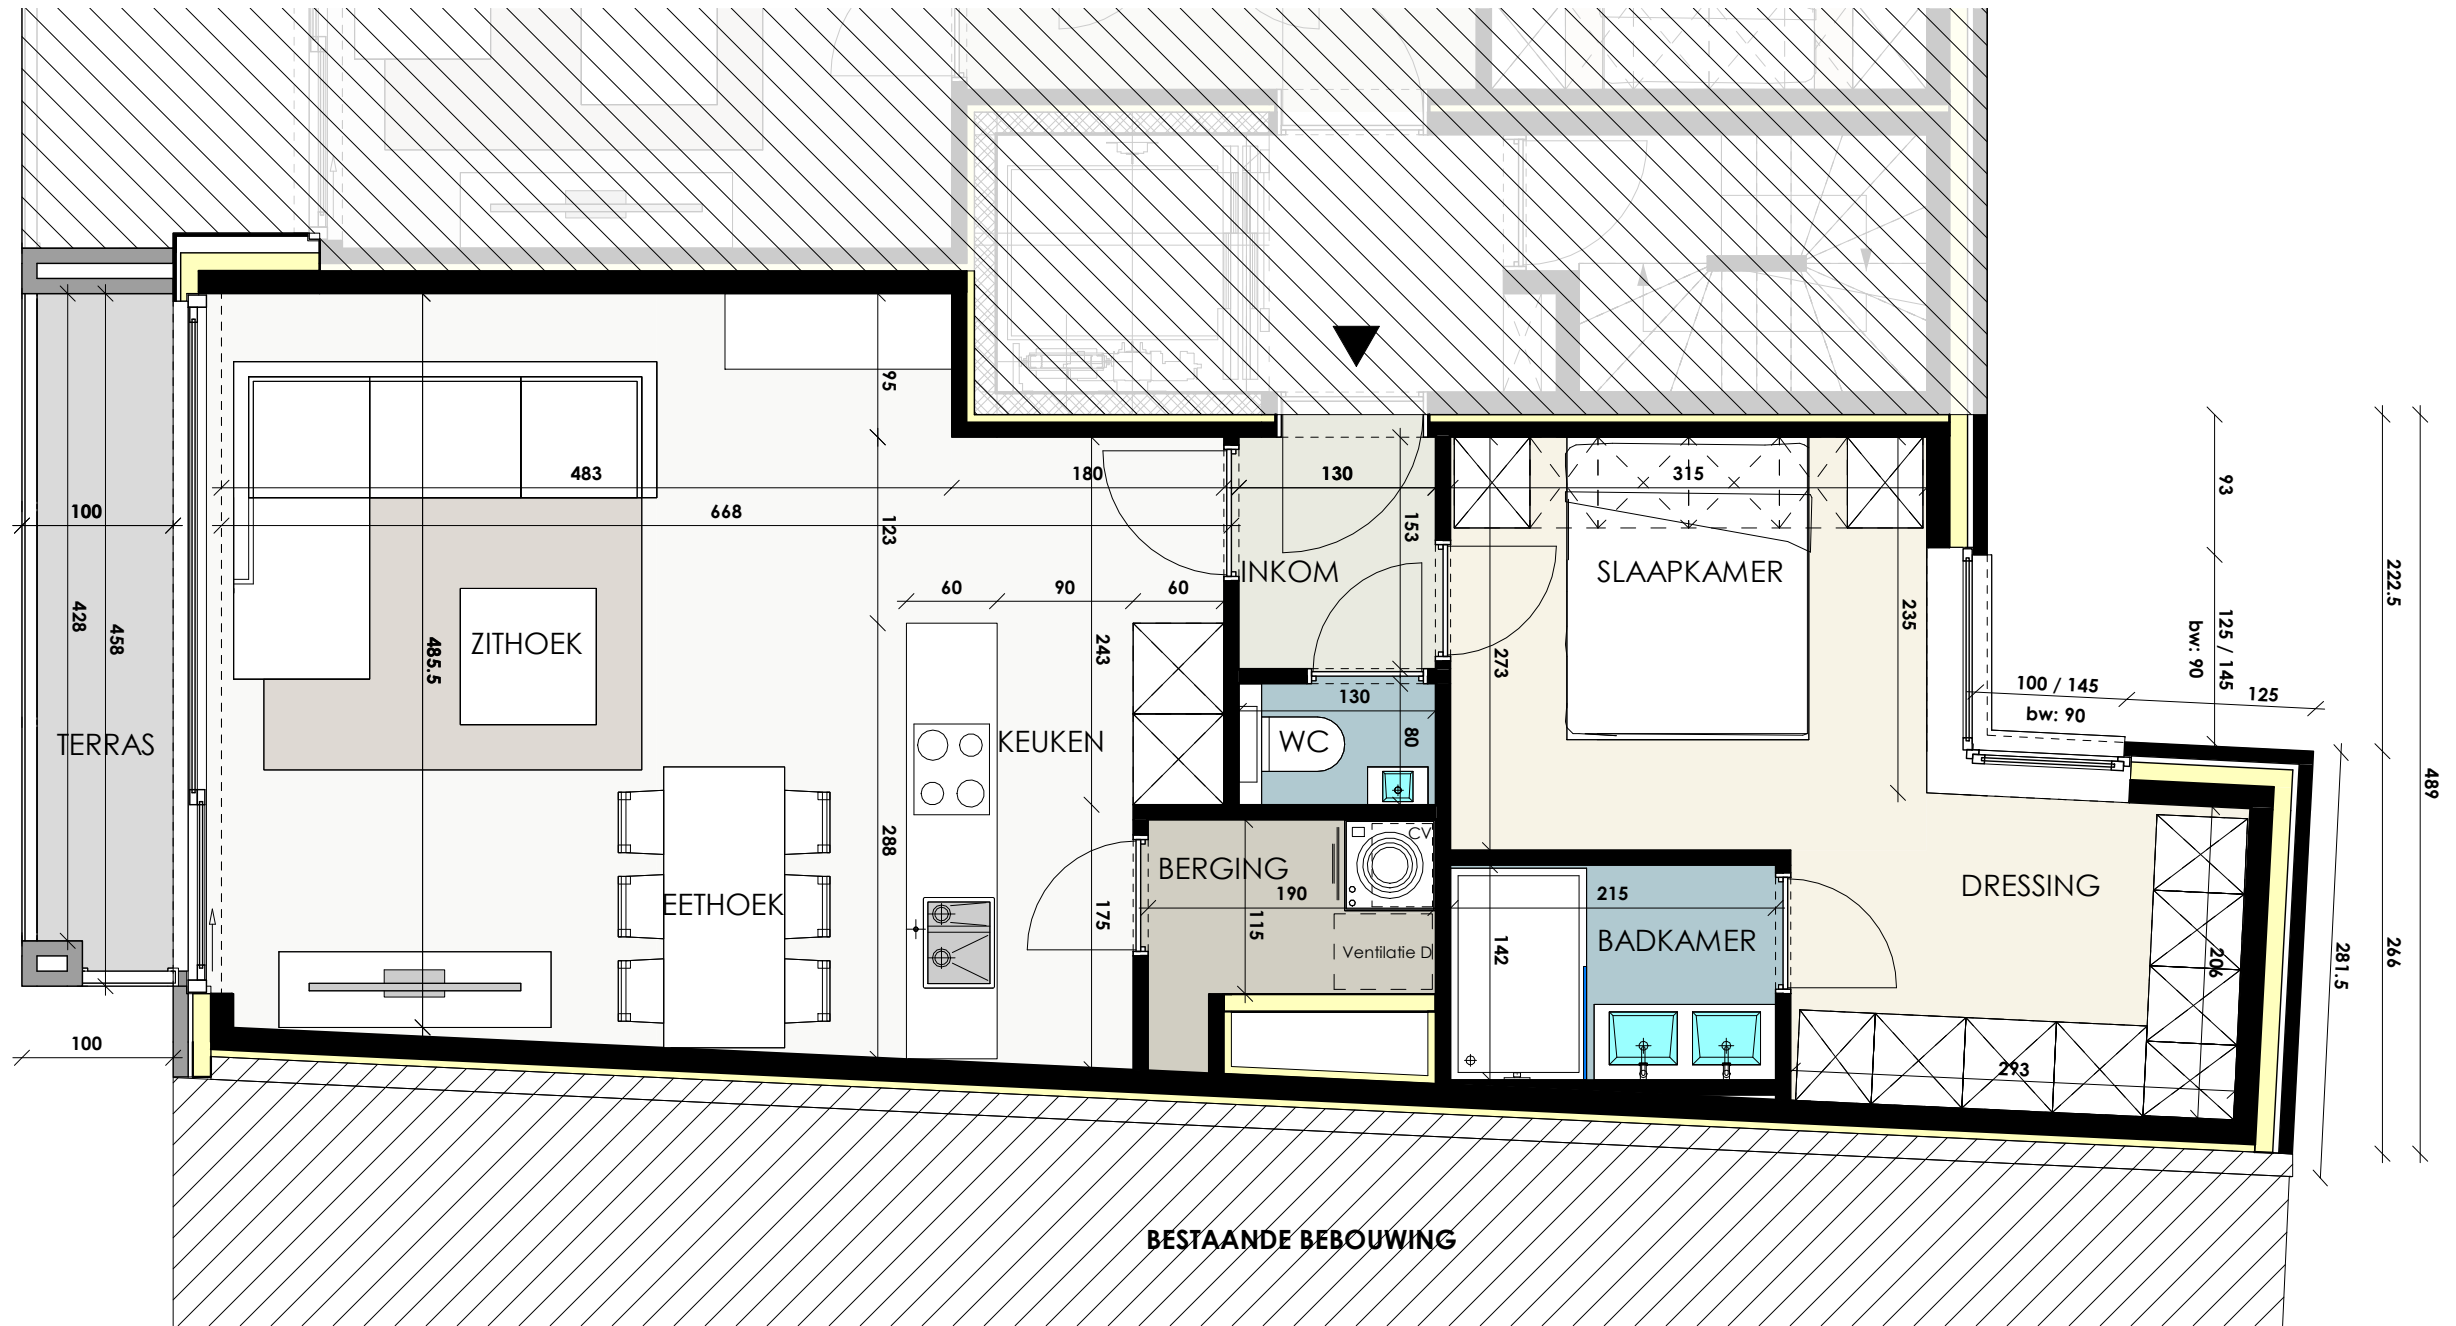 95
483
180
130
315
93
100
668
123
153
INKOM
SLAAPKAMER
222.5
60
90
60
428
458
ZITHOEK
485.5
243
273
235
125 / 145
bw: 90
100 / 145
125
bw: 90
130
TERRAS
KEUKEN
WC
80
489
288
CV
BERGING
EETHOEK
190
115
175
215
DRESSING
BADKAMER
142
Ventilatie D
206
281.5
266
100
293
BESTAANDE BEBOUWING